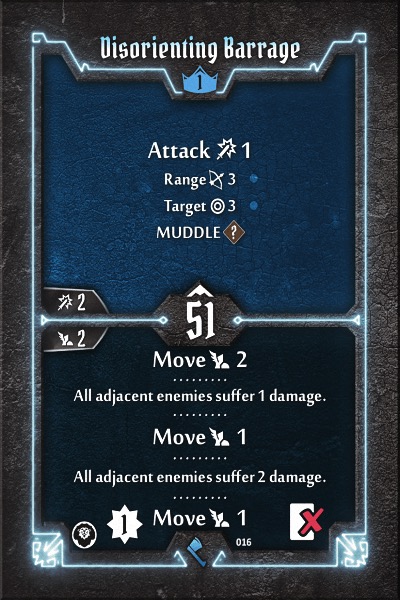 Disorienting Barrage
1
Attack 1
Range 3
Target 3
MUDDLE ?
2
51
2
Move 2
All adjacent enemies suffer 1 damage.
Move 1
All adjacent enemies suffer 2 damage.
1 Move 1
016